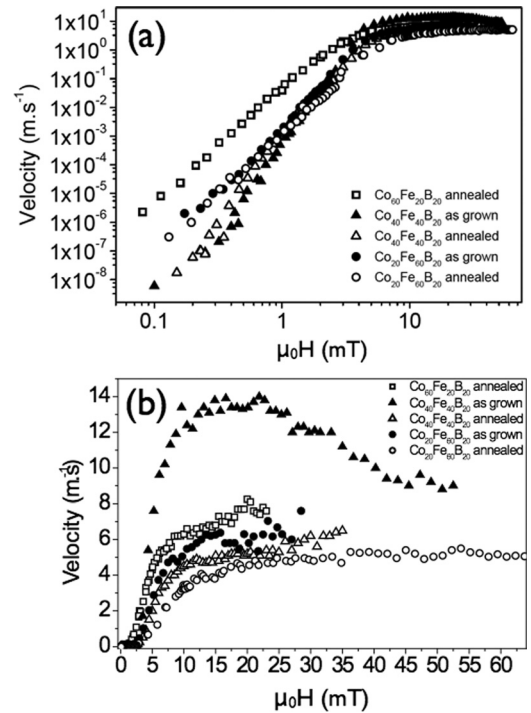 (a)
Velocity (m.s⁻¹)
1x10¹
1x10⁰
1x10⁻¹
1x10⁻²
1x10⁻³
1x10⁻⁴
1x10⁻⁵
1x10⁻⁶
1x10⁻⁷
1x10⁻⁸
Co₆₀Fe₂₀B₂₀ annealed
Co₄₀Fe₄₀B₂₀ as grown
Co₄₀Fe₄₀B₂₀ annealed
Co₂₀Fe₆₀B₂₀ as grown
Co₂₀Fe₆₀B₂₀ annealed
0.1 1 10
μ₀H (mT)
(b)
Velocity (m.s⁻¹)
14
12
10
8
6
4
2
0
Co₆₀Fe₂₀B₂₀ annealed
Co₄₀Fe₄₀B₂₀ as grown
Co₄₀Fe₄₀B₂₀ annealed
Co₂₀Fe₆₀B₂₀ as grown
Co₂₀Fe₆₀B₂₀ annealed
0 5 10 15 20 25 30 35 40 45 50 55 60
μ₀H (mT)